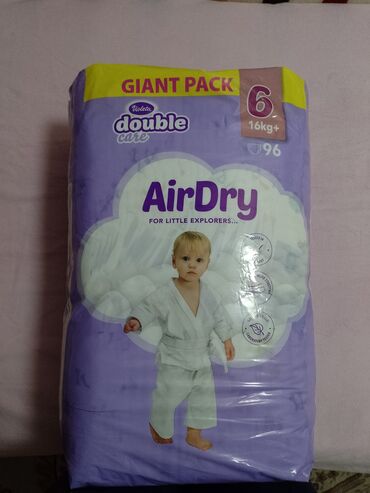 GIANT PACK
6
16kg+
96
Violeta
double
care
AirDry
FOR LITTLE EXPLORERS...